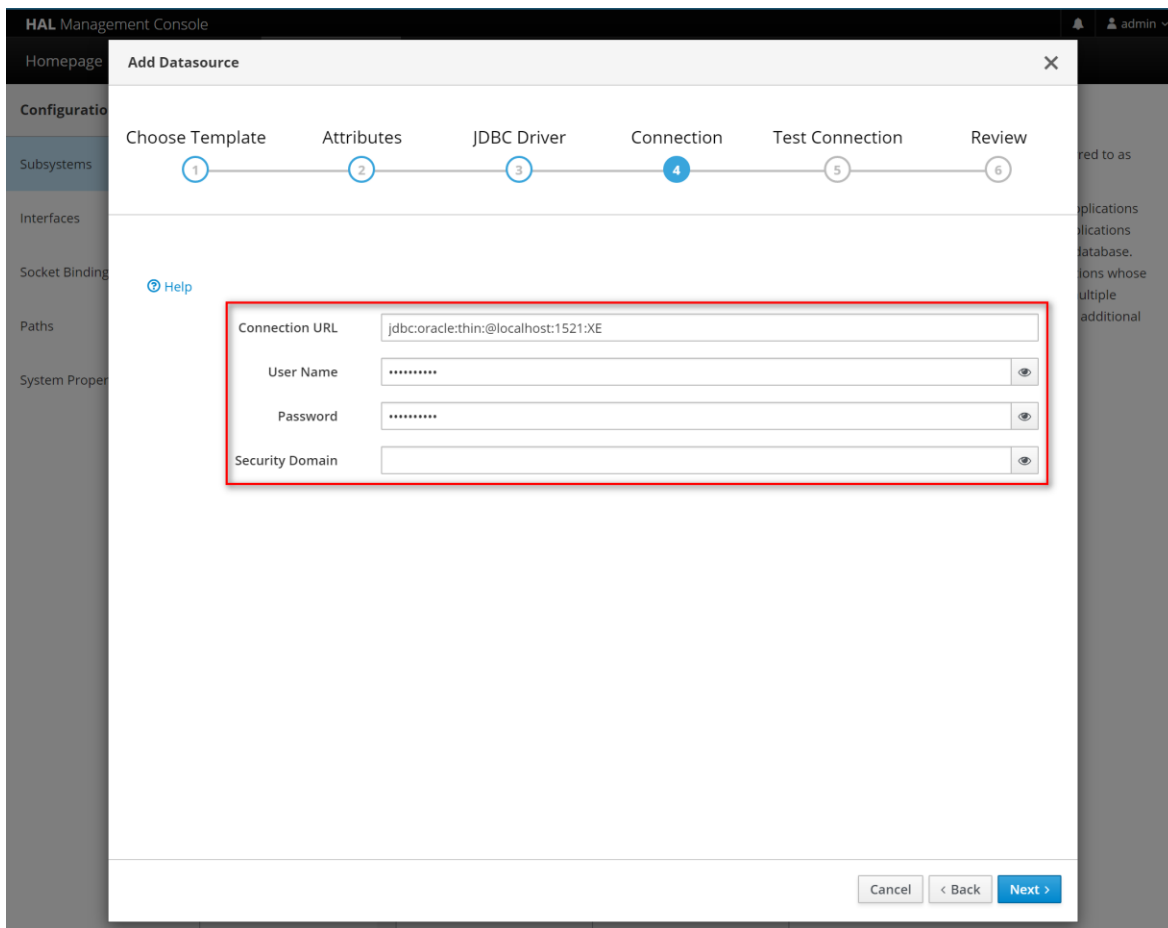 HAL Management Console
admin
Homepage
Add Datasource
Configuratio
Choose Template
Attributes
JDBC Driver
Connection
Test Connection
Review
1
2
3
4
5
6
Subsystems
red to as
Interfaces
plications
plications
database.
Socket Binding
ions whose
Help
ultiple
Paths
additional
Connection URL
jdbc:oracle:thin:@localhost:1521:XE
User Name
••••••••••
System Proper
Password
••••••••••
Security Domain
Cancel
< Back
Next >